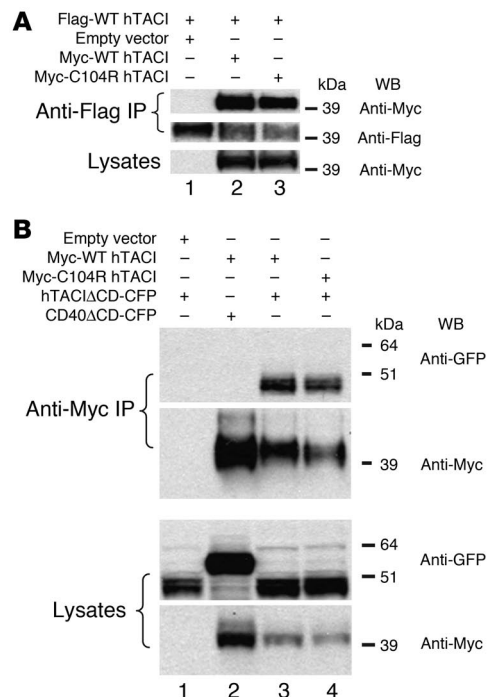 A
Flag-WT hTACI + + +
Empty vector + – –
Myc-WT hTACI – + –
Myc-C104R hTACI – – +
kDa WB
Anti-Flag IP
39 Anti-Myc
39 Anti-Flag
Lysates
39 Anti-Myc
1 2 3
B
Empty vector + – – –
Myc-WT hTACI – + + –
Myc-C104R hTACI – – – +
hTACIΔCD-CFP + – + +
CD40ΔCD-CFP – + – –
kDa WB
64
Anti-GFP
51
Anti-Myc IP
39 Anti-Myc
64
Anti-GFP
51
Lysates
39 Anti-Myc
1 2 3 4